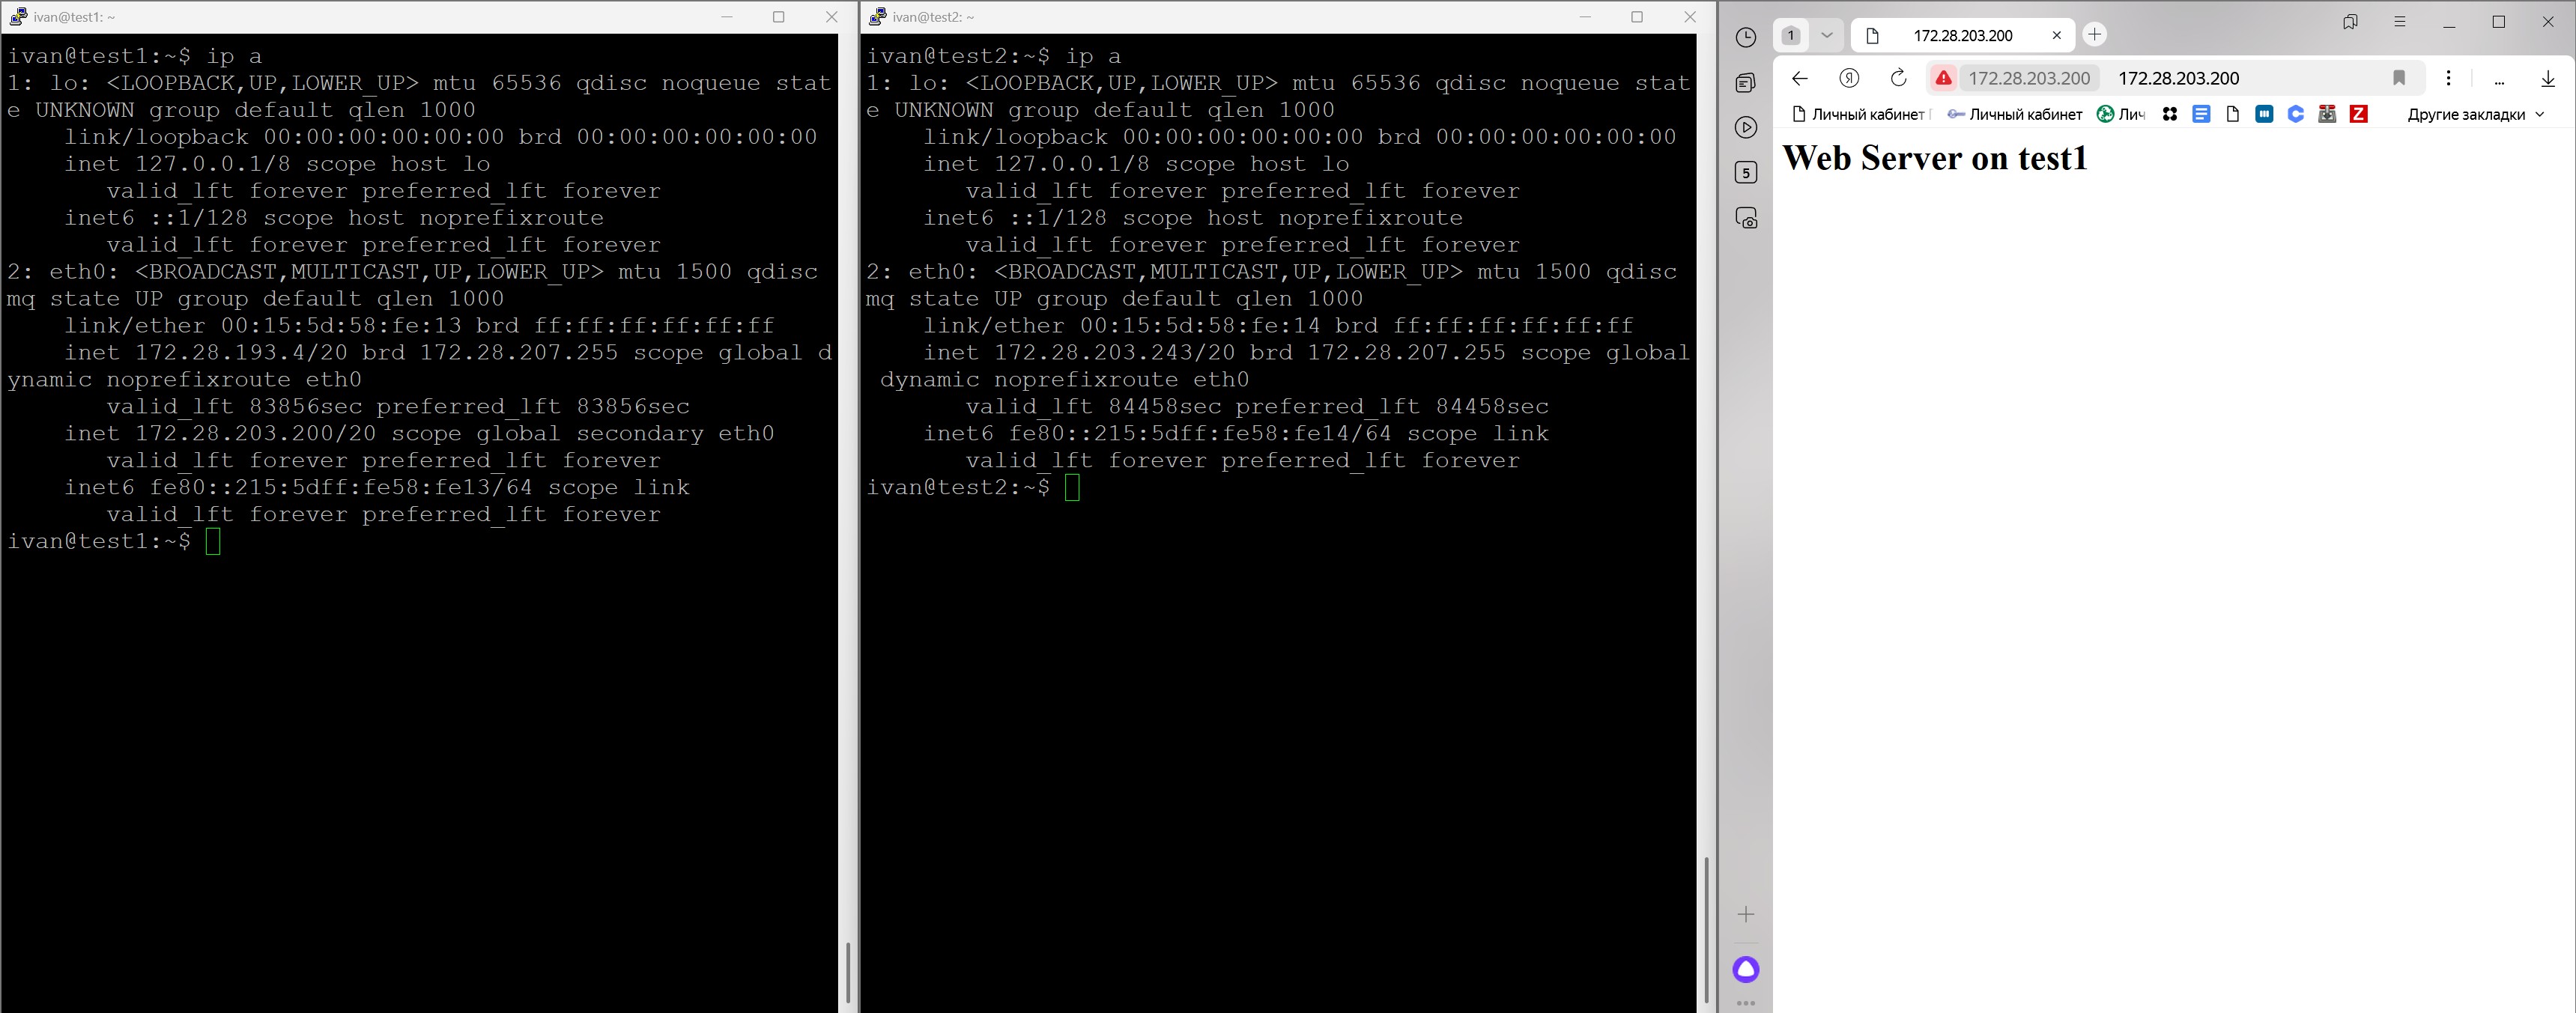 ivan@test1: ~
ivan@test1:~$ ip a
1: lo: <LOOPBACK,UP,LOWER_UP> mtu 65536 qdisc noqueue stat
e UNKNOWN group default qlen 1000
    link/loopback 00:00:00:00:00:00 brd 00:00:00:00:00:00
    inet 127.0.0.1/8 scope host lo
       valid_lft forever preferred_lft forever
    inet6 ::1/128 scope host noprefixroute
       valid_lft forever preferred_lft forever
2: eth0: <BROADCAST,MULTICAST,UP,LOWER_UP> mtu 1500 qdisc
mq state UP group default qlen 1000
    link/ether 00:15:5d:58:fe:13 brd ff:ff:ff:ff:ff:ff
    inet 172.28.193.4/20 brd 172.28.207.255 scope global d
ynamic noprefixroute eth0
       valid_lft 83856sec preferred_lft 83856sec
    inet 172.28.203.200/20 scope global secondary eth0
       valid_lft forever preferred_lft forever
    inet6 fe80::215:5dff:fe58:fe13/64 scope link
       valid_lft forever preferred_lft forever
ivan@test1:~$
ivan@test2: ~
ivan@test2:~$ ip a
1: lo: <LOOPBACK,UP,LOWER_UP> mtu 65536 qdisc noqueue stat
e UNKNOWN group default qlen 1000
    link/loopback 00:00:00:00:00:00 brd 00:00:00:00:00:00
    inet 127.0.0.1/8 scope host lo
       valid_lft forever preferred_lft forever
    inet6 ::1/128 scope host noprefixroute
       valid_lft forever preferred_lft forever
2: eth0: <BROADCAST,MULTICAST,UP,LOWER_UP> mtu 1500 qdisc
mq state UP group default qlen 1000
    link/ether 00:15:5d:58:fe:14 brd ff:ff:ff:ff:ff:ff
    inet 172.28.203.243/20 brd 172.28.207.255 scope global
 dynamic noprefixroute eth0
       valid_lft 84458sec preferred_lft 84458sec
    inet6 fe80::215:5dff:fe58:fe14/64 scope link
       valid_lft forever preferred_lft forever
ivan@test2:~$
1 172.28.203.200
Я 172.28.203.200 172.28.203.200 ...
Личный кабинет Личный кабинет Лич Z Другие закладки
5
Web Server on test1